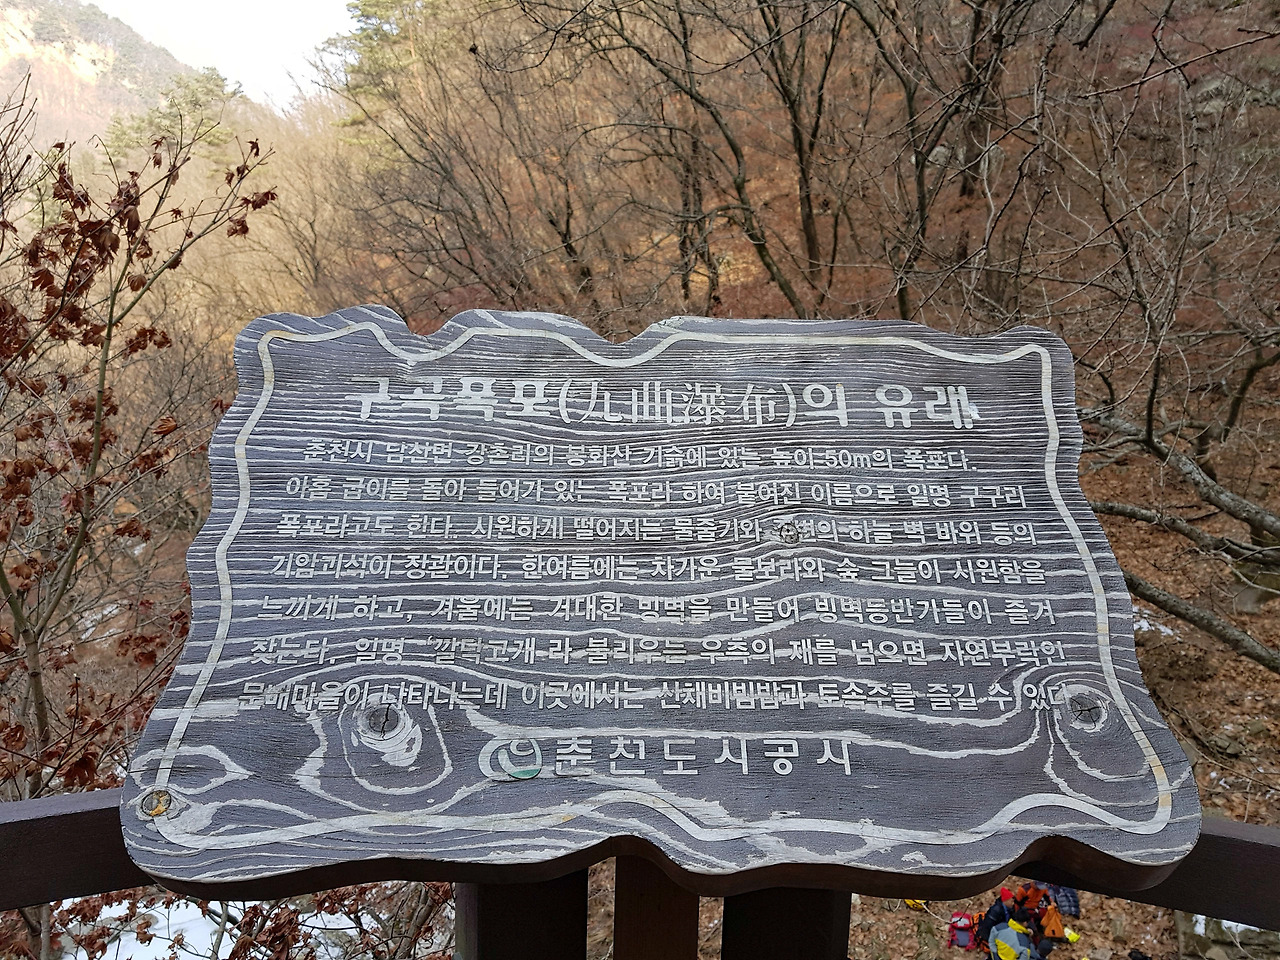 구곡폭포(九曲瀑布)의 유래
춘천시 남산면 강촌리의 봉화산 기슭에 있는 높이 50m의 폭포다.
아홉 굽이를 돌아 들어가 있는 폭포라 하여 붙여진 이름으로 일명 구구리
폭포라고도 한다. 시원하게 떨어지는 물줄기와 주변의 하늘 벽 바위 등의
기암괴석이 장관이다. 한여름에는 차가운 물보라와 숲 그늘이 시원함을
느끼게 하고, 겨울에는 거대한 빙벽을 만들어 빙벽등반가들이 즐겨
찾는다. 일명 '깔딱고개'라 불리우는 우측의 재를 넘으면 자연부락인
문배마을이 나타나는데 이곳에서는 산채비빔밥과 토속주를 즐길 수 있다
춘천도시공사